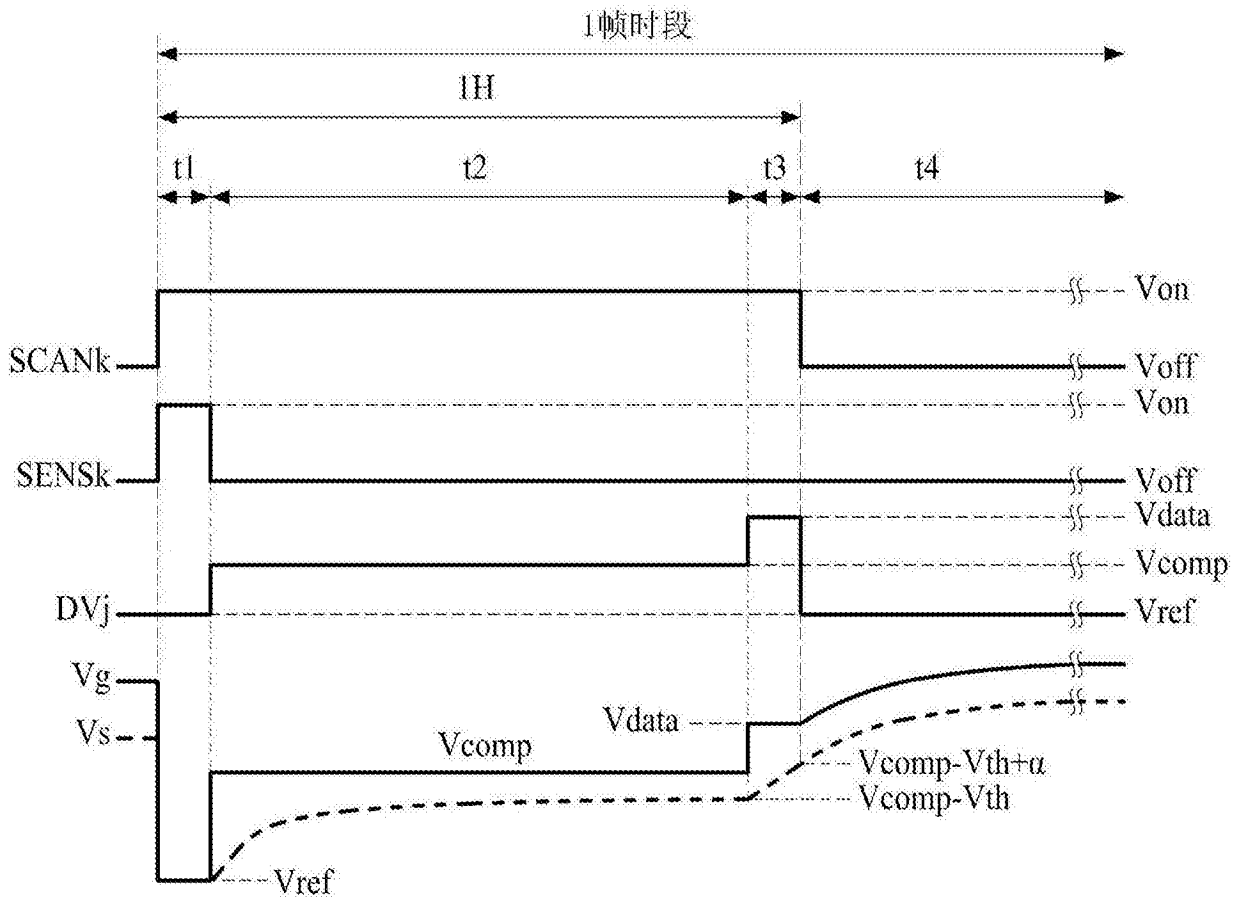 1帧时段
1H
t1
t2
t3
t4
Von
SCANk
Voff
Von
SENSk
Voff
Vdata
Vcomp
DVj
Vref
Vg
Vs
Vdata
Vcomp
Vcomp-Vth+α
Vcomp-Vth
Vref